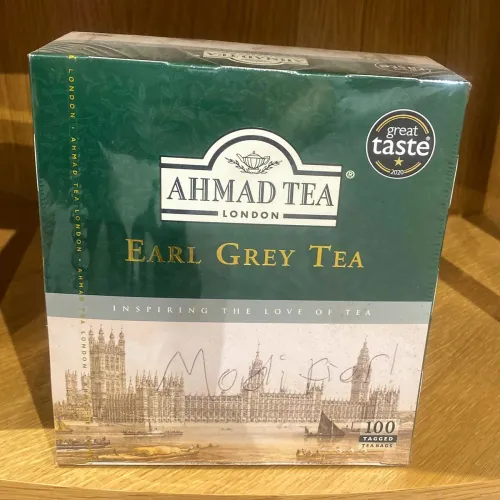 great
taste
2020
AHMAD TEA®
LONDON
EARL GREY TEA
INSPIRING THE LOVE OF TEA
100
TAGGED
TEABAGS
LONDON • AHMAD TEA LONDON • AHMAD TEA LONDON